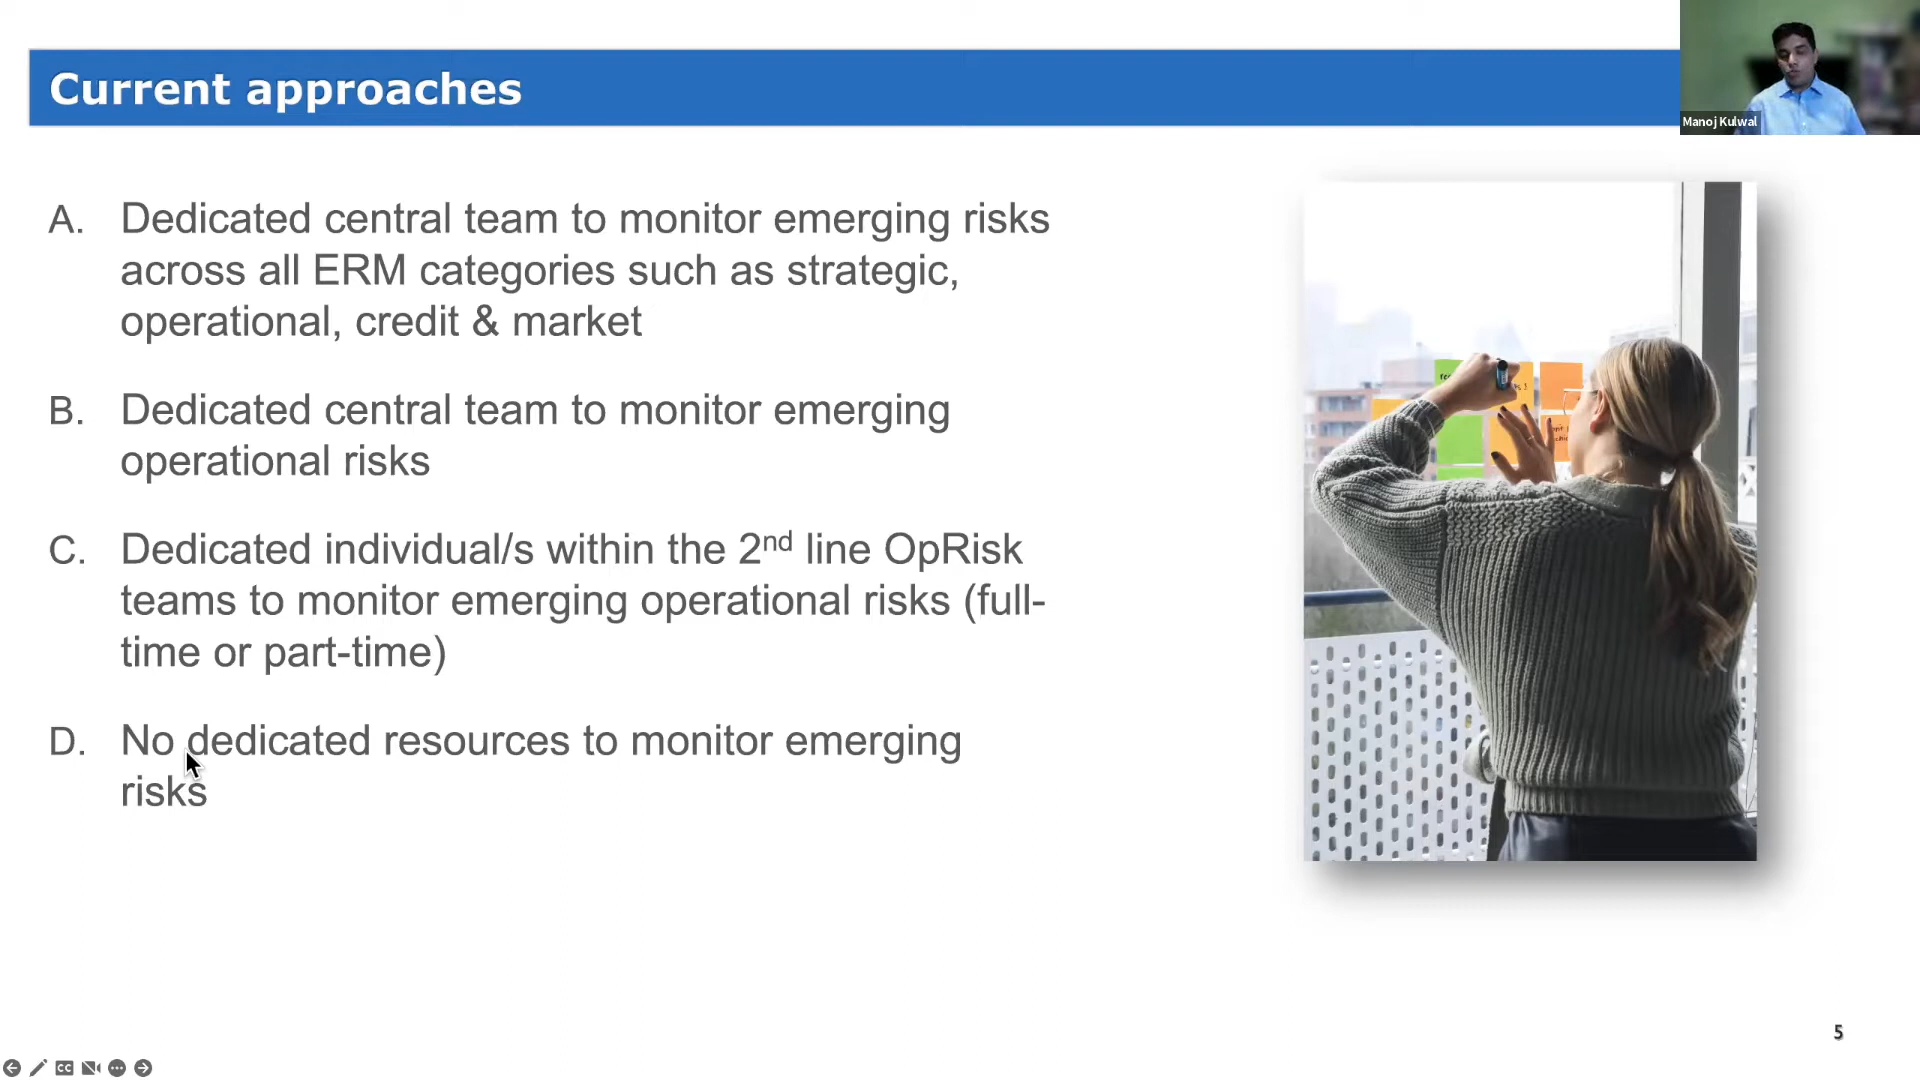 Current approaches
Manoj Kulwal
A. Dedicated central team to monitor emerging risks
across all ERM categories such as strategic,
operational, credit & market
B. Dedicated central team to monitor emerging
operational risks
C. Dedicated individual/s within the 2nd line OpRisk
teams to monitor emerging operational risks (full-
time or part-time)
D. No dedicated resources to monitor emerging
risks
5
CC